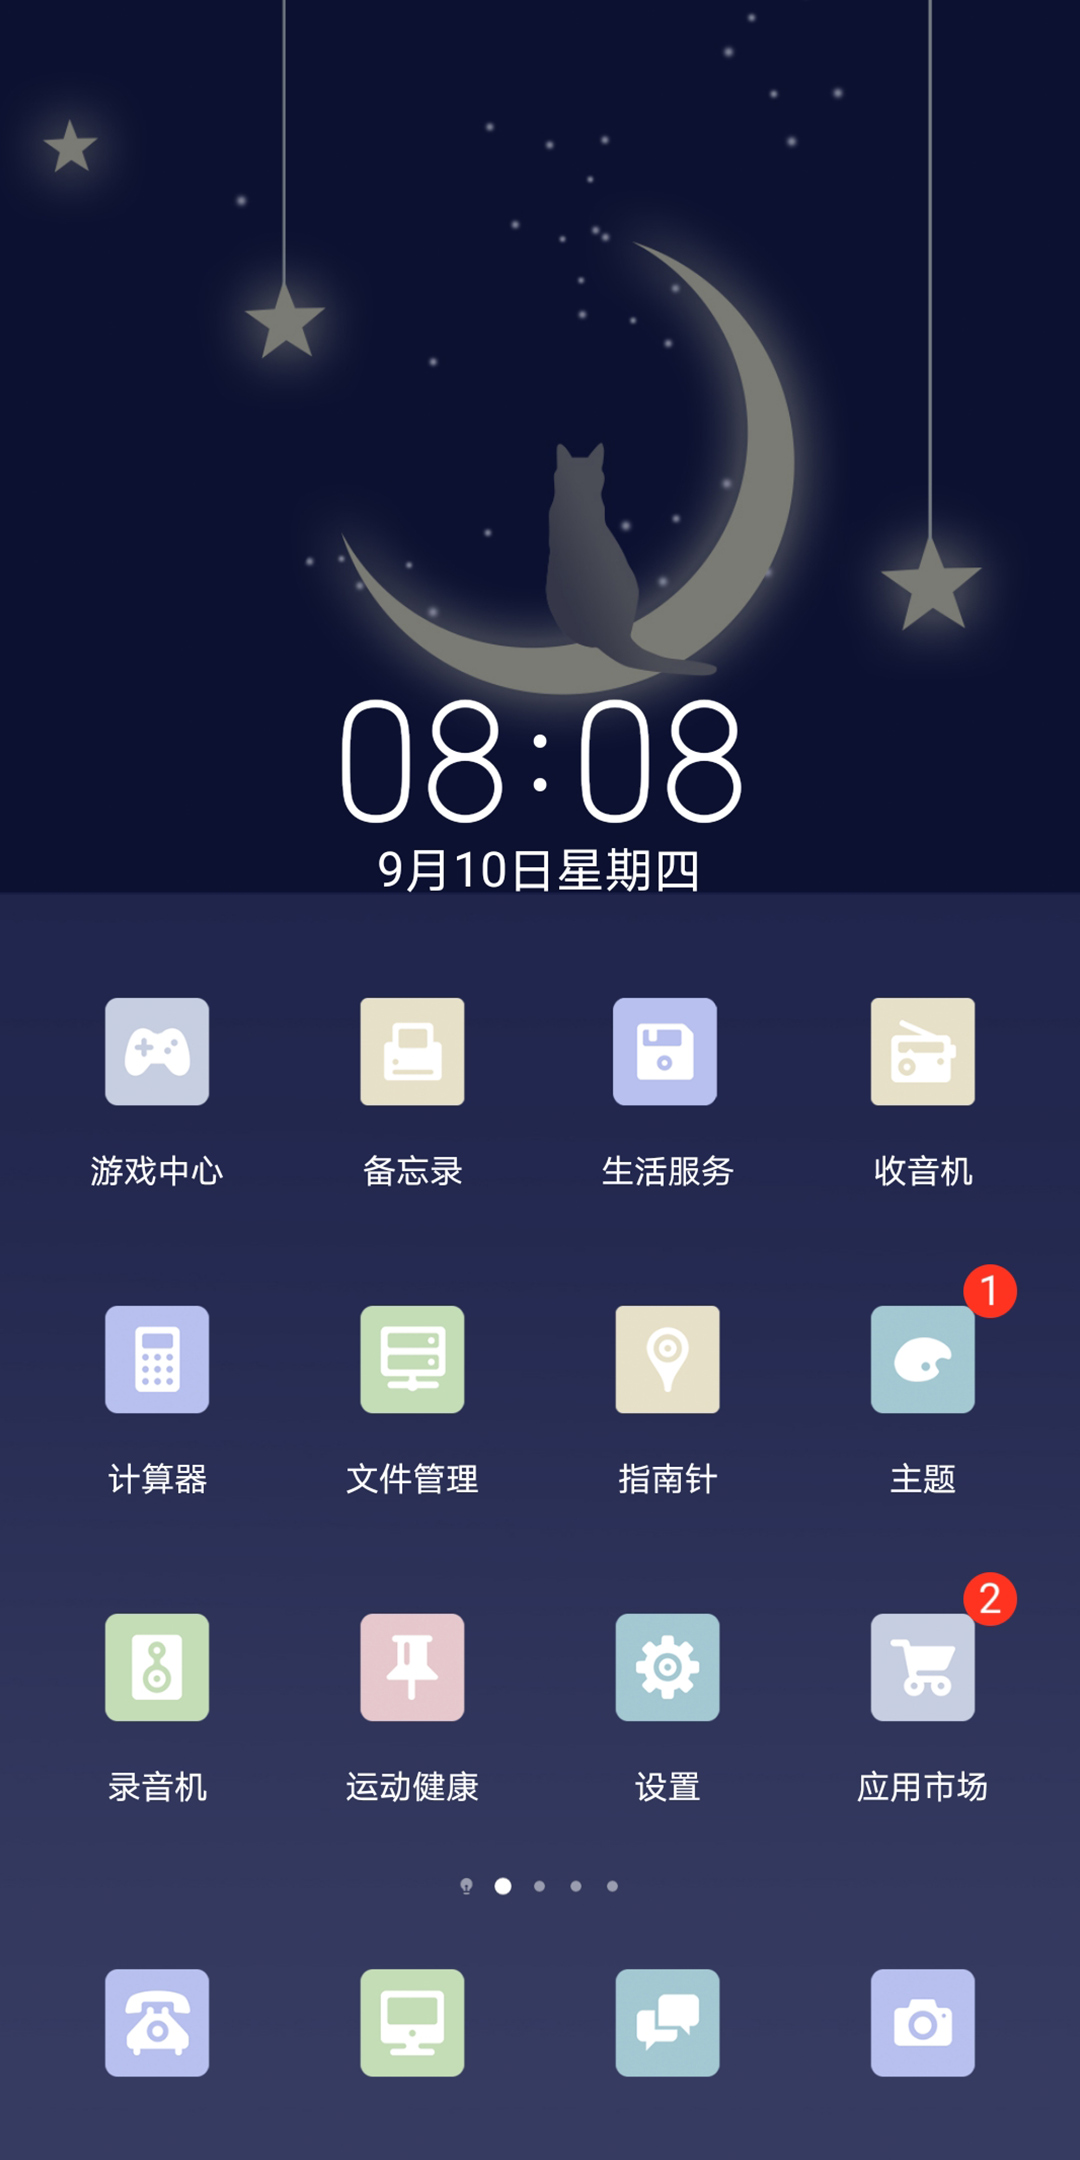 08:08
9月10日星期四
游戏中心 备忘录 生活服务 收音机
1
计算器 文件管理 指南针 主题
2
录音机 运动健康 设置 应用市场